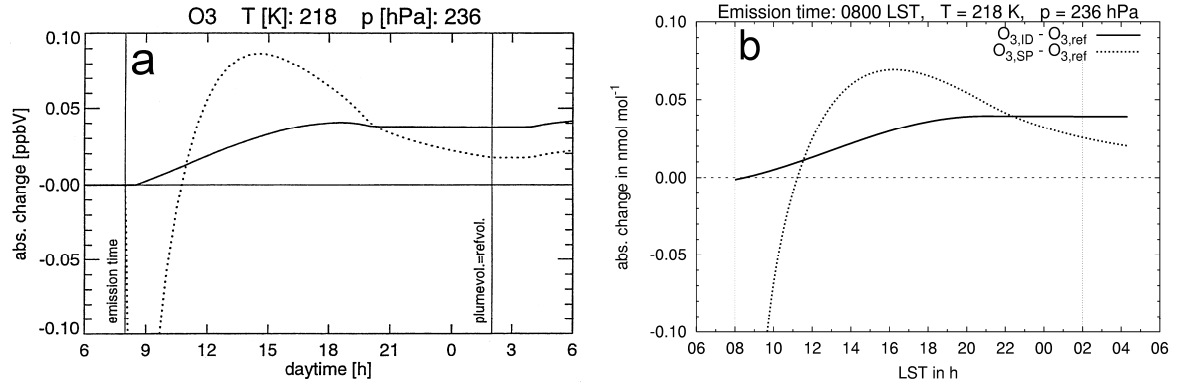 O3 T [K]: 218 p [hPa]: 236
a
abs. change [ppbV]
0.10
0.05
-0.00
-0.05
-0.10
emission time
plumevol.=refvol.
6 9 12 15 18 21 0 3 6
daytime [h]
Emission time: 0800 LST, T = 218 K, p = 236 hPa
b
O3,ID - O3,ref
O3,SP - O3,ref
abs. change in nmol mol-1
0.10
0.05
0.00
-0.05
-0.10
06 08 10 12 14 16 18 20 22 00 02 04 06
LST in h